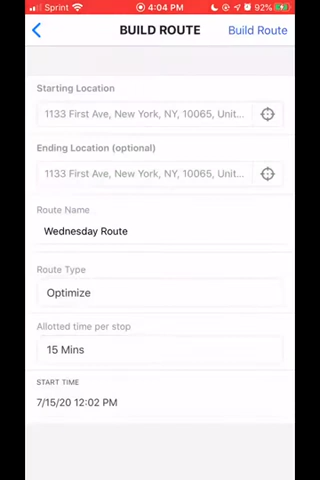 Sprint 4:04 PM 92%
BUILD ROUTE Build Route
Starting Location
1133 First Ave, New York, NY, 10065, Unit...
Ending Location (optional)
1133 First Ave, New York, NY, 10065, Unit...
Route Name
Wednesday Route
Route Type
Optimize
Allotted time per stop
15 Mins
START TIME
7/15/20 12:02 PM